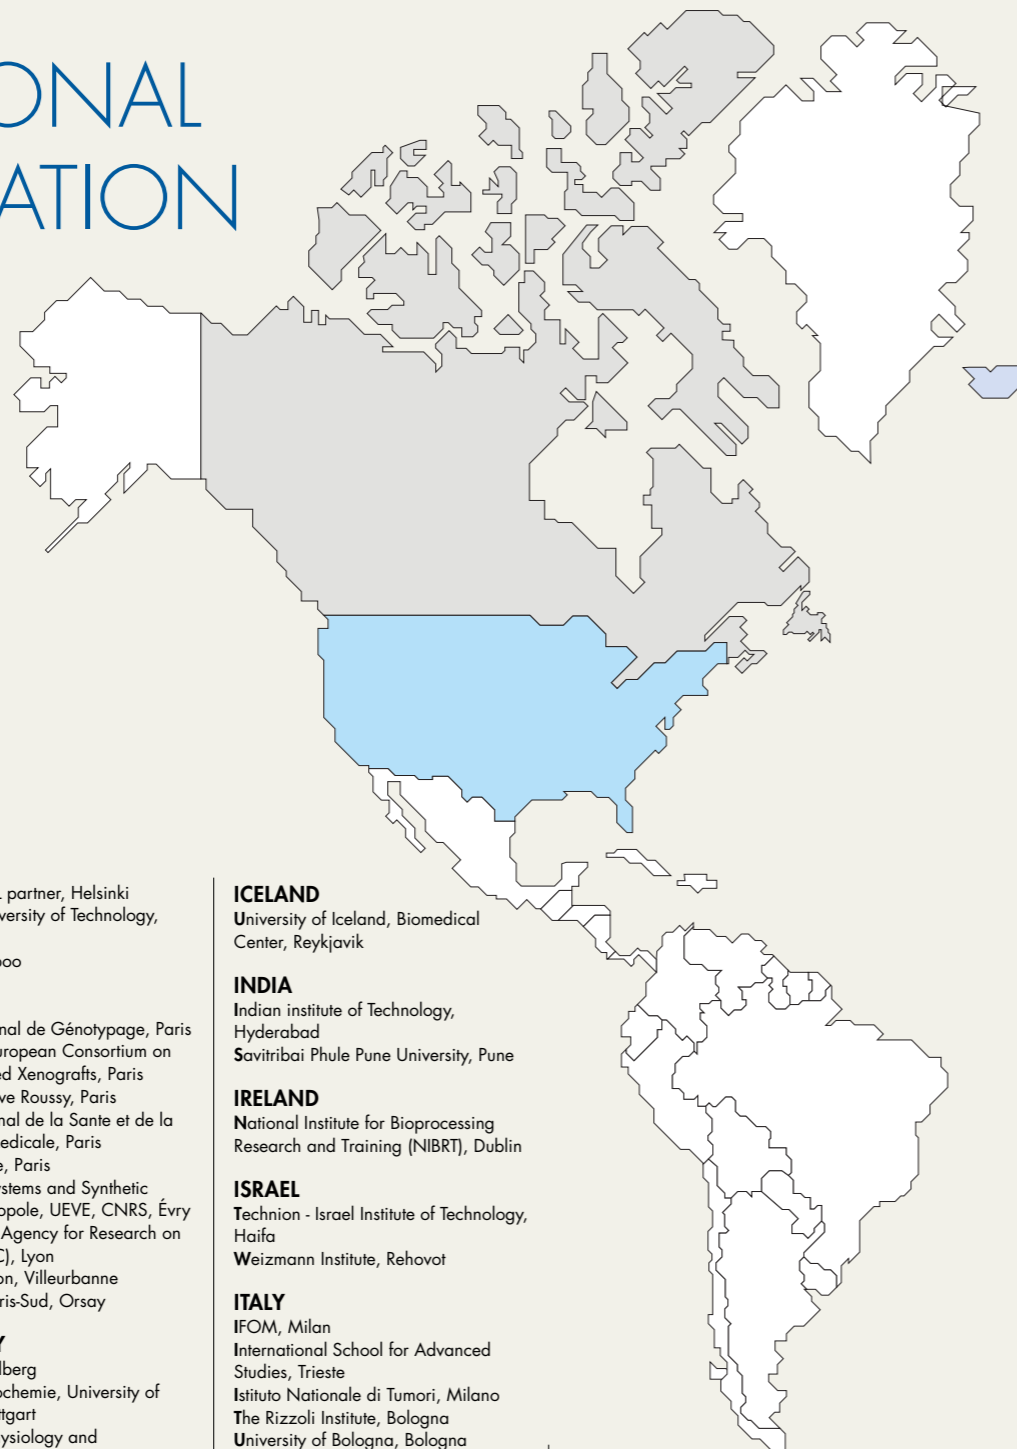 ONAL
ATION
partner, Helsinki
versity of Technology,
oo
nal de Génotypage, Paris
uropean Consortium on
ed Xenografts, Paris
ve Roussy, Paris
nal de la Sante et de la
edicale, Paris
e, Paris
ystems and Synthetic
opole, UEVE, CNRS, Évry
Agency for Research on
C), Lyon
on, Villeurbanne
ris-Sud, Orsay
Y
lberg
ochemie, University of
ttgart
ysiology and
ICELAND
University of Iceland, Biomedical
Center, Reykjavik
INDIA
Indian institute of Technology,
Hyderabad
Savitribai Phule Pune University, Pune
IRELAND
National Institute for Bioprocessing
Research and Training (NIBRT), Dublin
ISRAEL
Technion - Israel Institute of Technology,
Haifa
Weizmann Institute, Rehovot
ITALY
IFOM, Milan
International School for Advanced
Studies, Trieste
Istituto Nationale di Tumori, Milano
The Rizzoli Institute, Bologna
University of Bologna, Bologna